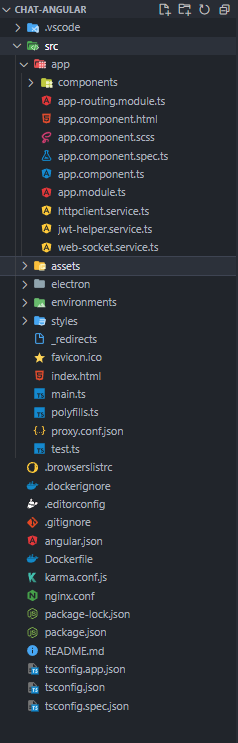 CHAT-ANGULAR
.vscode
src
app
components
app-routing.module.ts
app.component.html
app.component.scss
app.component.spec.ts
app.component.ts
app.module.ts
httpclient.service.ts
jwt-helper.service.ts
web-socket.service.ts
assets
electron
environments
styles
_redirects
favicon.ico
index.html
main.ts
polyfills.ts
proxy.conf.json
test.ts
.browserslistrc
.dockerignore
.editorconfig
.gitignore
angular.json
Dockerfile
karma.conf.js
nginx.conf
package-lock.json
package.json
README.md
tsconfig.app.json
tsconfig.json
tsconfig.spec.json